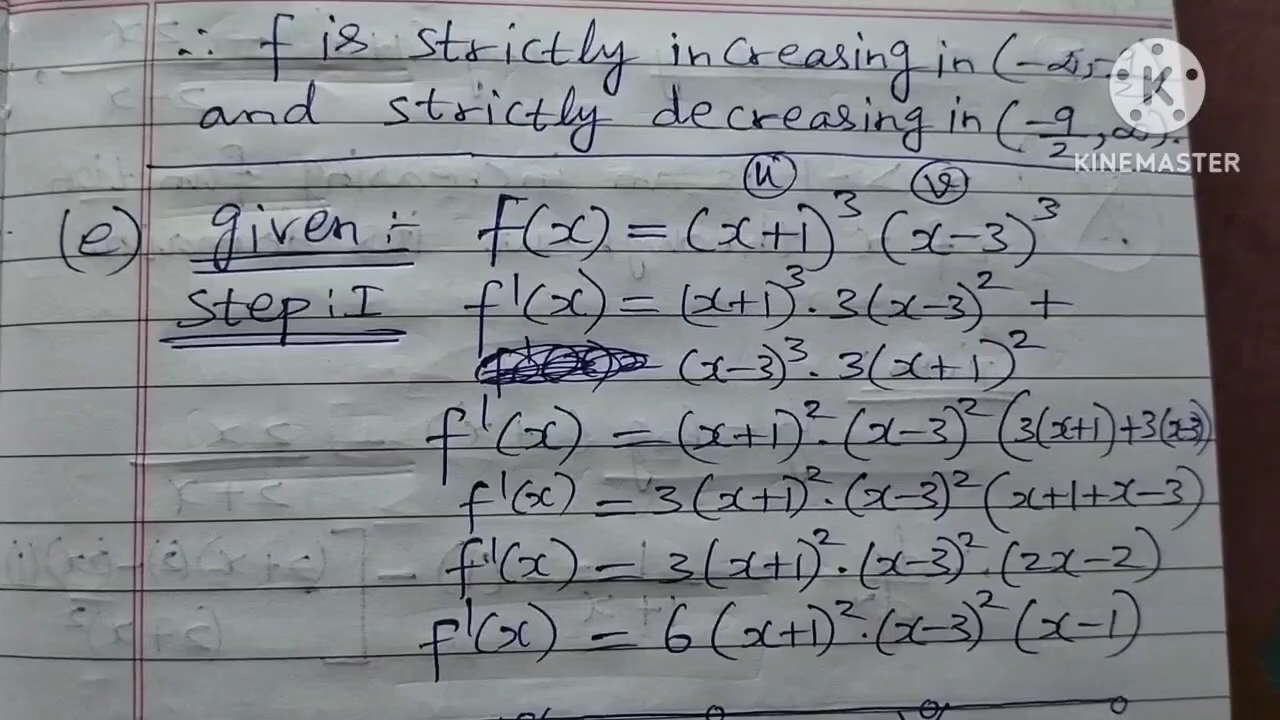 ∴ f is strictly increasing in (-∞,
and strictly decreasing in (-9/2, ∞).
KINEMASTER
(u) (v)
(e) given :- f(x) = (x+1)³ (x-3)³
Step: I f'(x) = (x+1)³. 3(x-3)² +
(x-3)³. 3(x+1)²
f'(x) = (x+1)². (x-3)² (3(x+1)+3(x-3))
f'(x) = 3(x+1)². (x-3)² (x+1+x-3)
f'(x) = 3(x+1)². (x-3)². (2x-2)
f'(x) = 6(x+1)². (x-3)² (x-1)